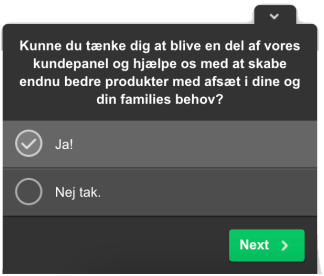 Kunne du tænke dig at blive en del af vores
kundepanel og hjælpe os med at skabe
endnu bedre produkter med afsæt i dine og
din families behov?
Ja!
Nej tak.
Next